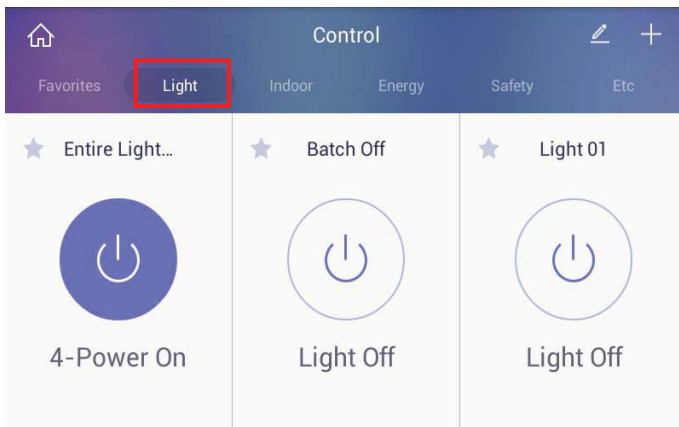 Control
Favorites Light Indoor Energy Safety Etc
Entire Light... Batch Off Light 01
4-Power On Light Off Light Off